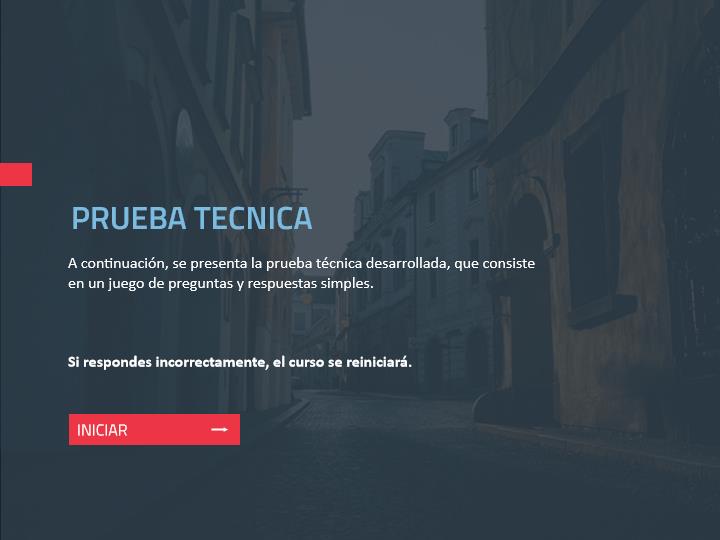 PRUEBA TECNICA
A continuación, se presenta la prueba técnica desarrollada, que consiste
en un juego de preguntas y respuestas simples.
Si respondes incorrectamente, el curso se reiniciará.
INICIAR